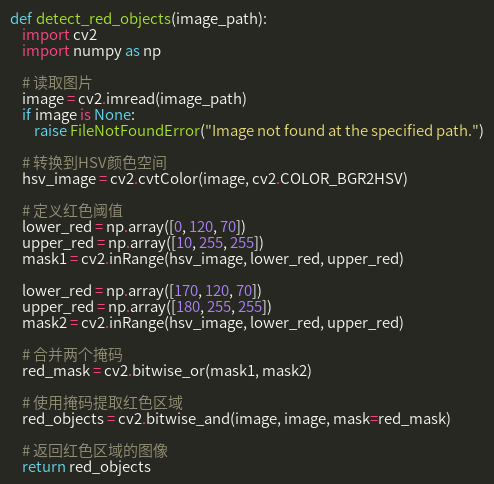 def detect_red_objects(image_path):
    import cv2
    import numpy as np

    # 读取图片
    image = cv2.imread(image_path)
    if image is None:
        raise FileNotFoundError("Image not found at the specified path.")

    # 转换到HSV颜色空间
    hsv_image = cv2.cvtColor(image, cv2.COLOR_BGR2HSV)

    # 定义红色阈值
    lower_red = np.array([0, 120, 70])
    upper_red = np.array([10, 255, 255])
    mask1 = cv2.inRange(hsv_image, lower_red, upper_red)

    lower_red = np.array([170, 120, 70])
    upper_red = np.array([180, 255, 255])
    mask2 = cv2.inRange(hsv_image, lower_red, upper_red)

    # 合并两个掩码
    red_mask = cv2.bitwise_or(mask1, mask2)

    # 使用掩码提取红色区域
    red_objects = cv2.bitwise_and(image, image, mask=red_mask)

    # 返回红色区域的图像
    return red_objects